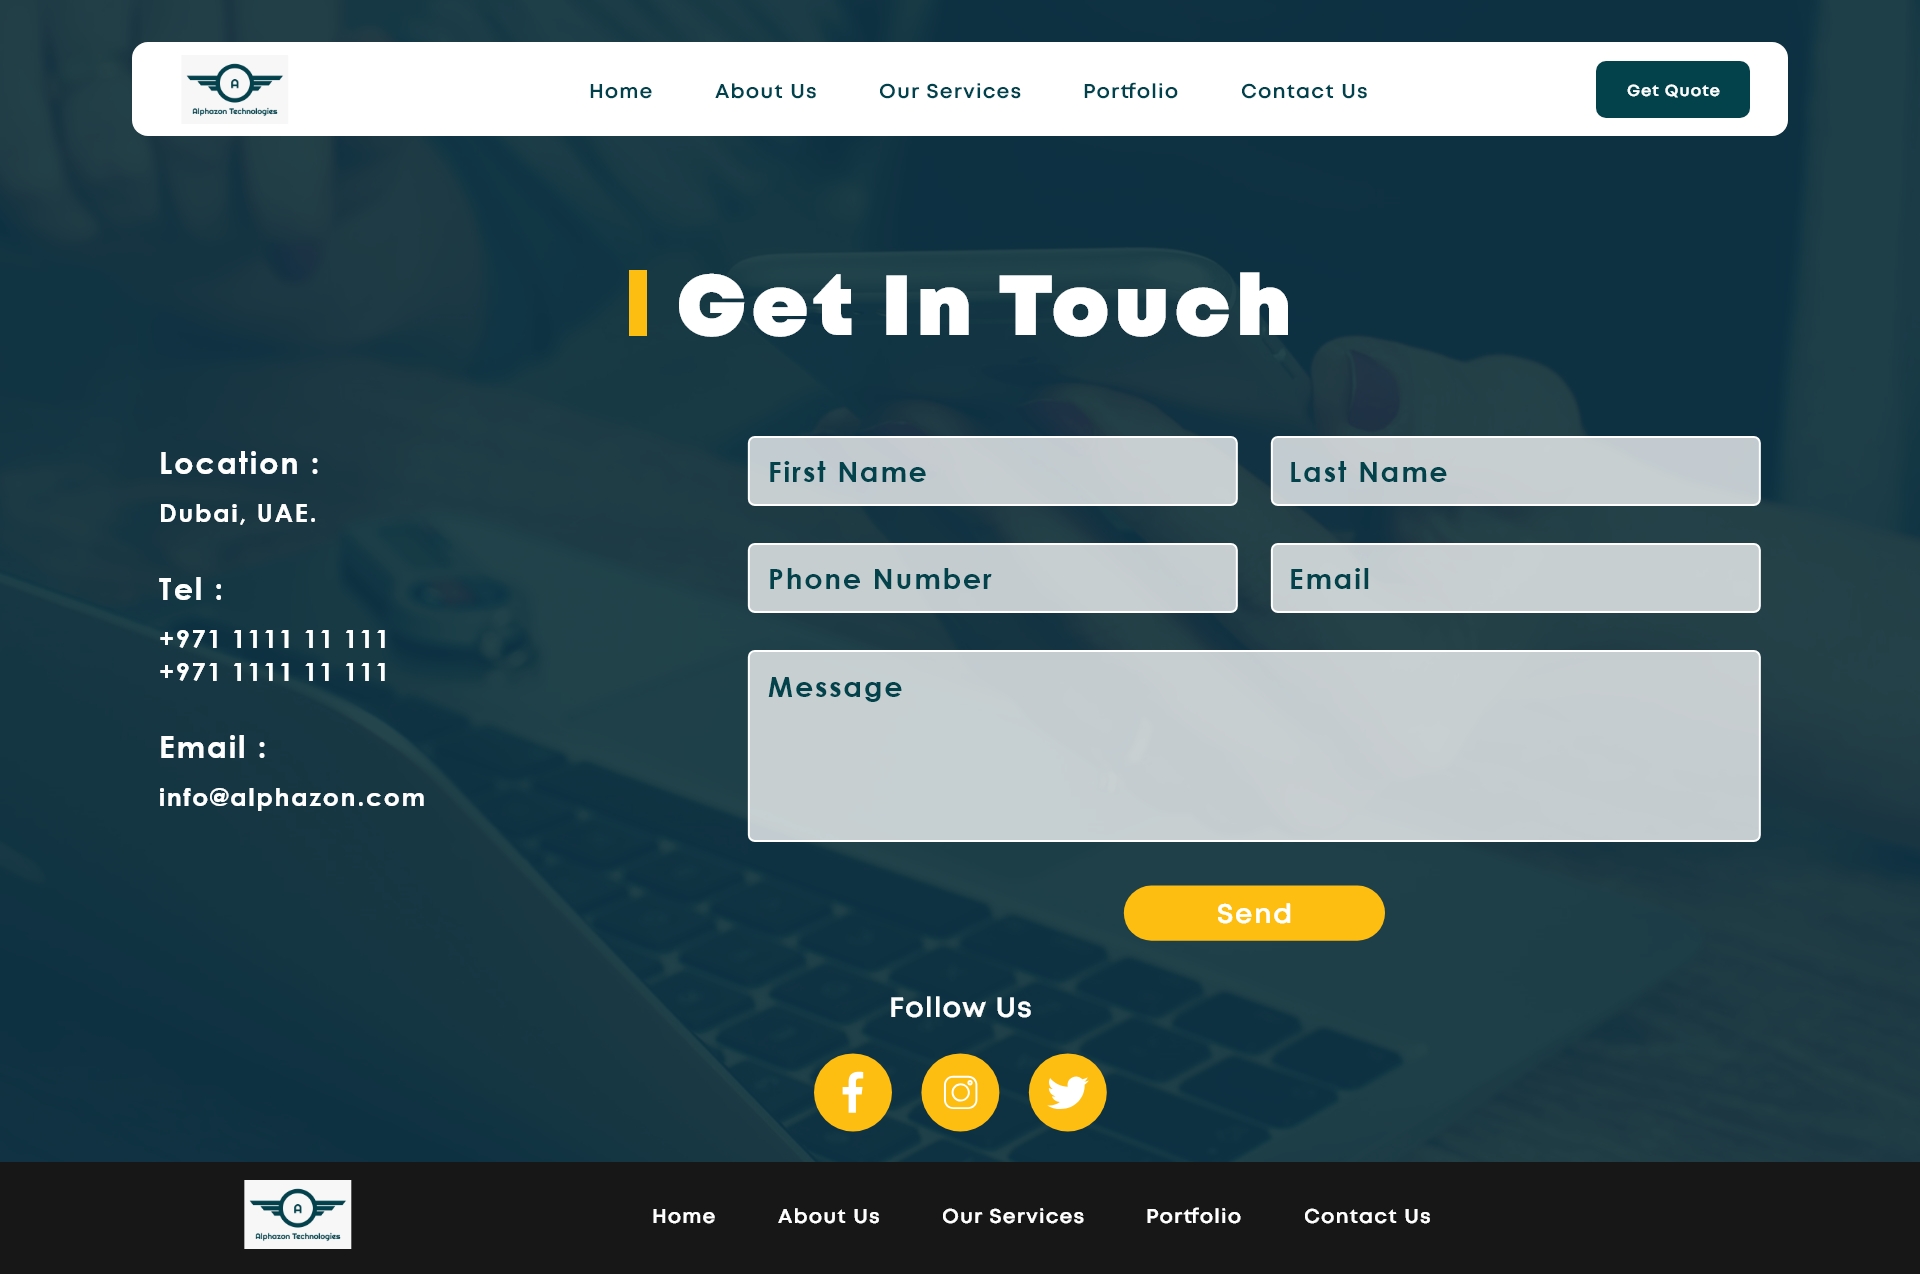 A
Alphazon Technologies
Home About Us Our Services Portfolio Contact Us
Get Quote
Get In Touch
Location :
Dubai, UAE.
Tel :
+971 1111 11 111
+971 1111 11 111
Email :
info@alphazon.com
First Name
Last Name
Phone Number
Email
Message
Send
Follow Us
A
Alphazon Technologies
Home About Us Our Services Portfolio Contact Us